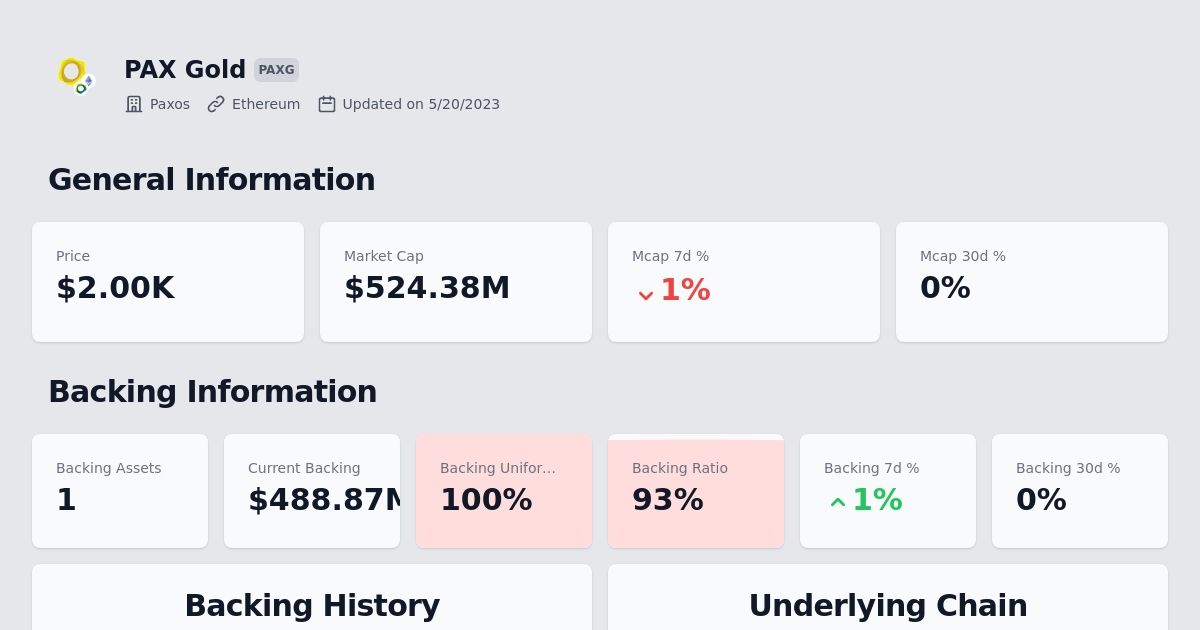 PAX Gold PAXG
Paxos Ethereum Updated on 5/20/2023
General Information
Price Market Cap Mcap 7d % Mcap 30d %
$2.00K $524.38M 1% 0%
Backing Information
Backing Assets Current Backing Backing Unifor... Backing Ratio Backing 7d % Backing 30d %
1 $488.87M 100% 93% 1% 0%
Backing History Underlying Chain